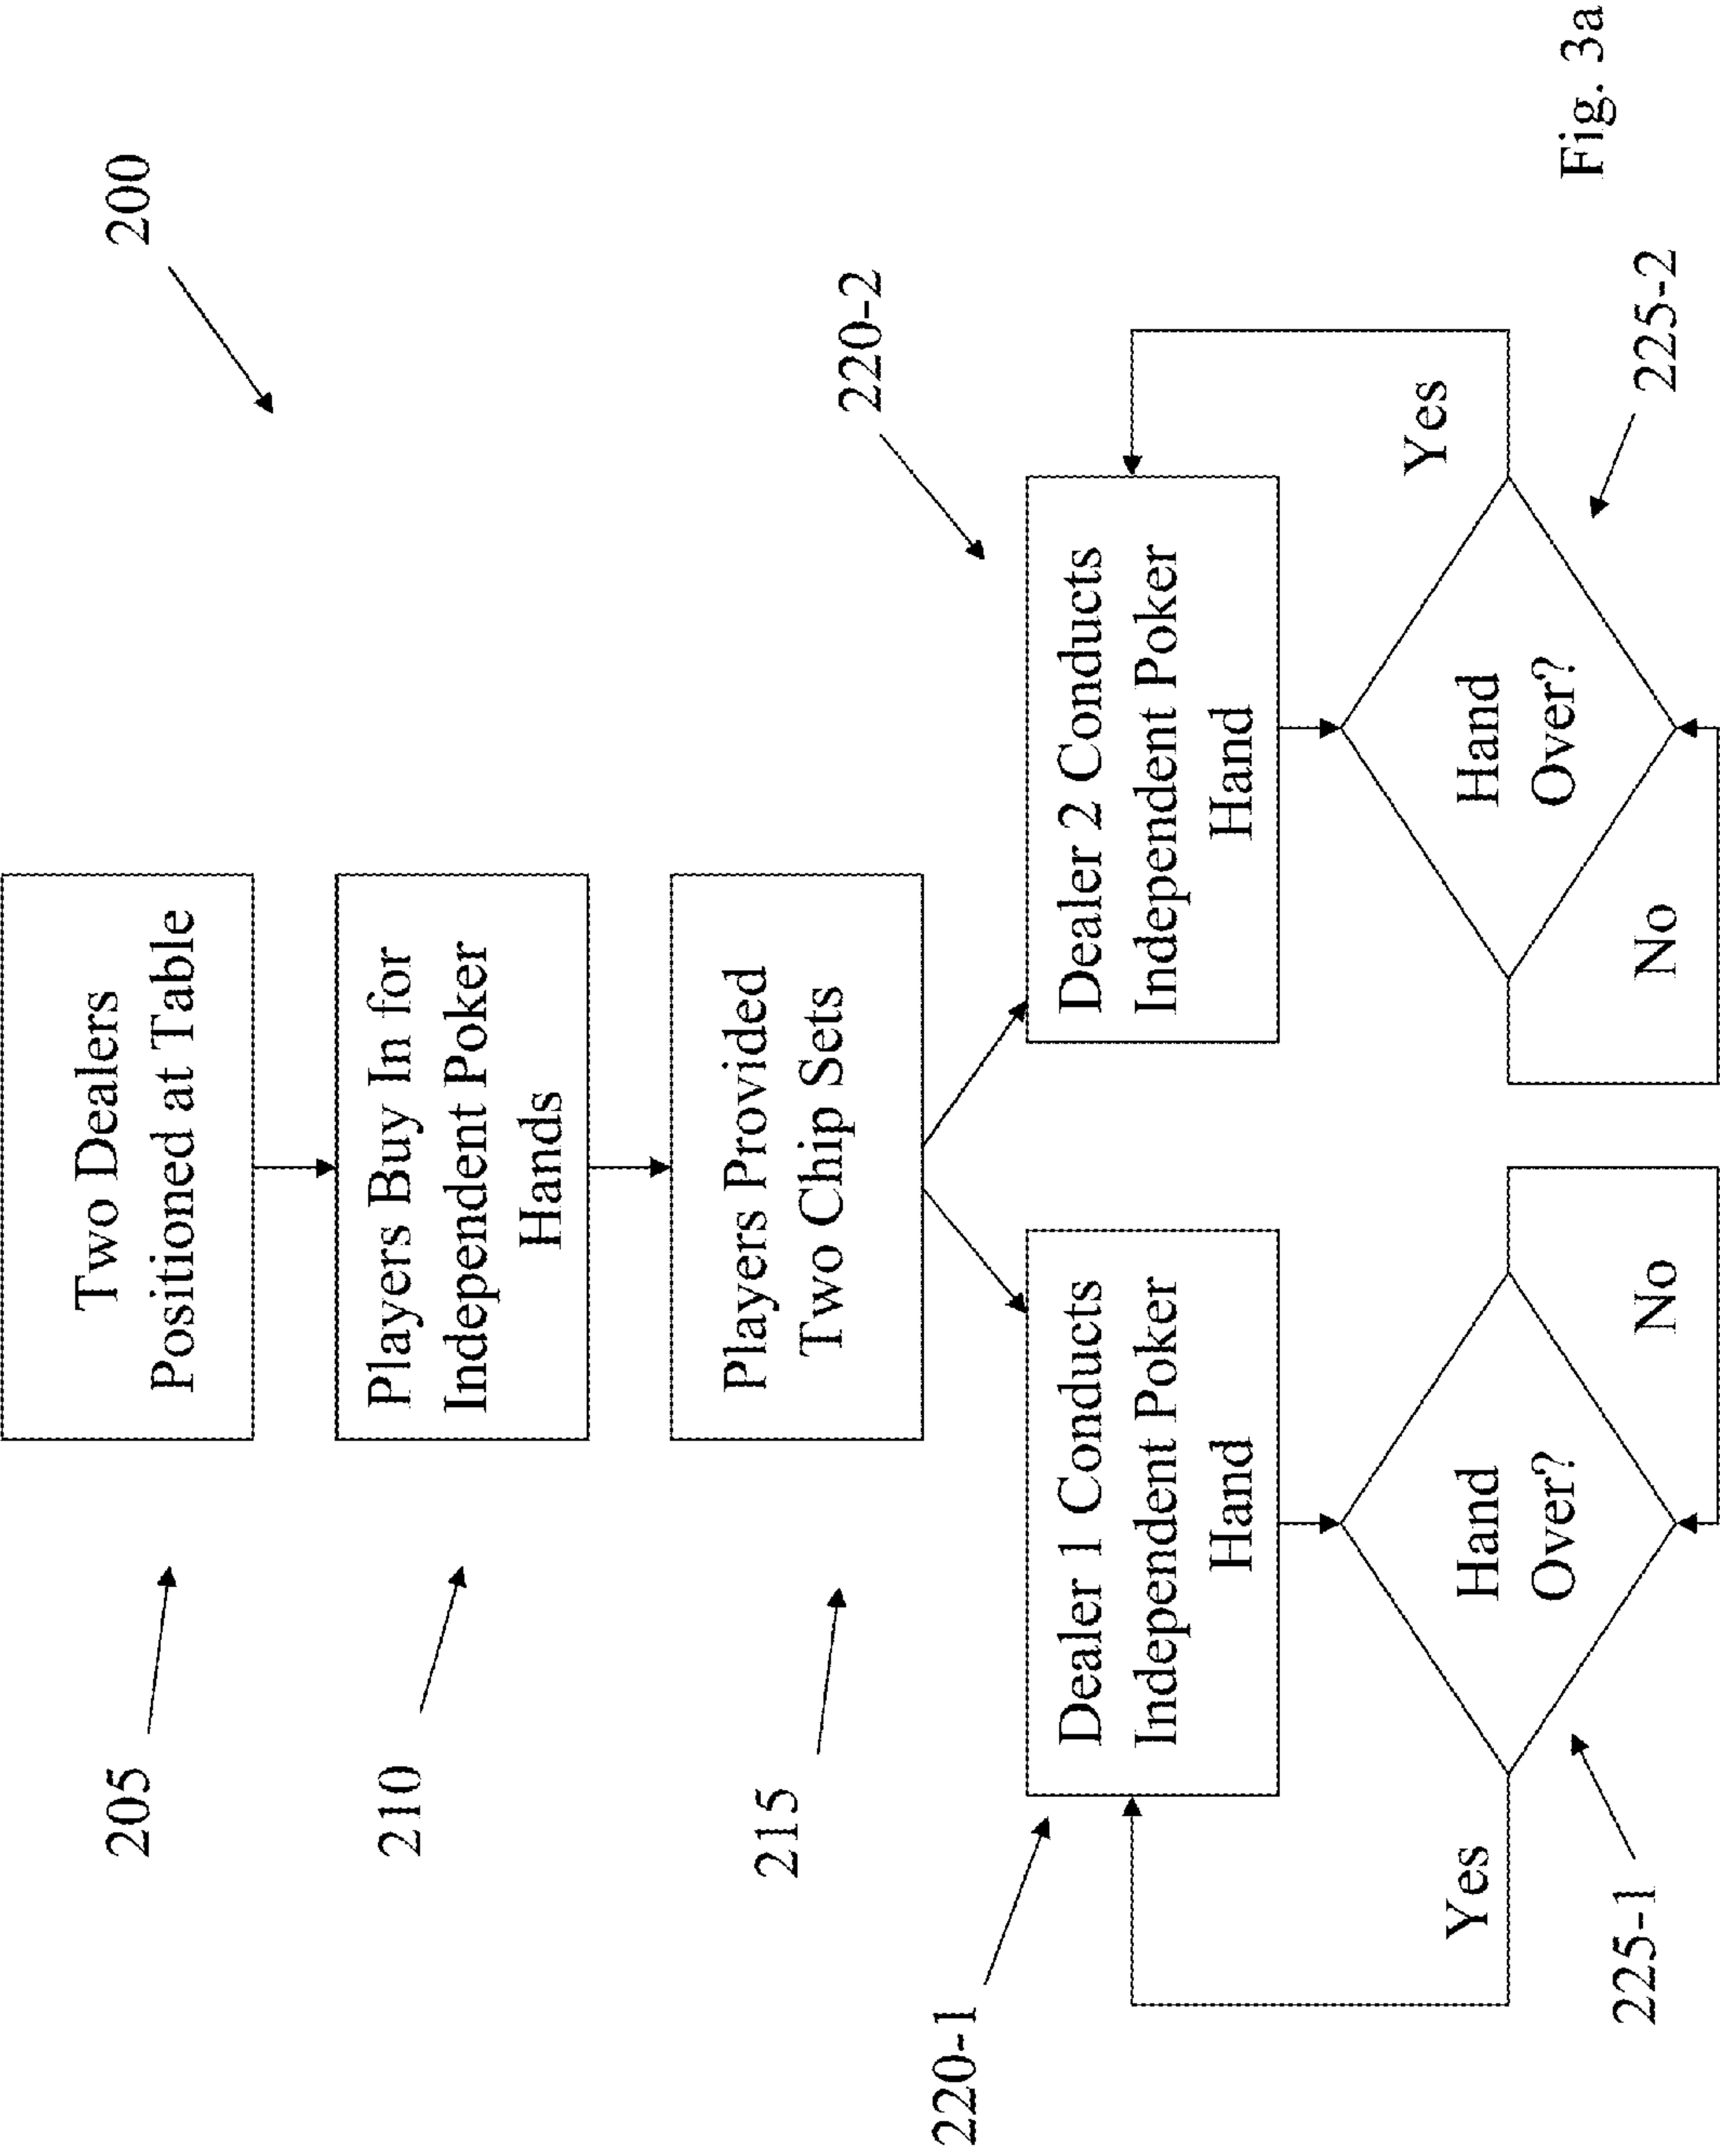 200
205
Two Dealers
Positioned at Table
210
Players Buy In for
Independent Poker
Hands
215
Players Provided
Two Chip Sets
220-1
Dealer 1 Conducts
Independent Poker
Hand
220-2
Dealer 2 Conducts
Independent Poker
Hand
Yes
Hand
Over?
No
225-1
Hand
Over?
Yes
No
225-2
Fig. 3a